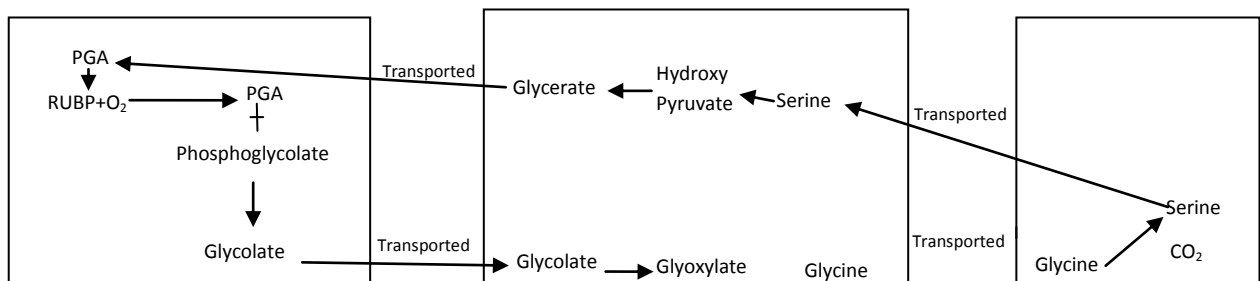 PGA
RUBP+O₂
PGA
Phosphoglycolate
Glycolate
Transported
Transported
Glycerate
Hydroxy
Pyruvate
Serine
Glycolate
Glyoxylate
Glycine
Transported
Transported
Serine
CO₂
Glycine